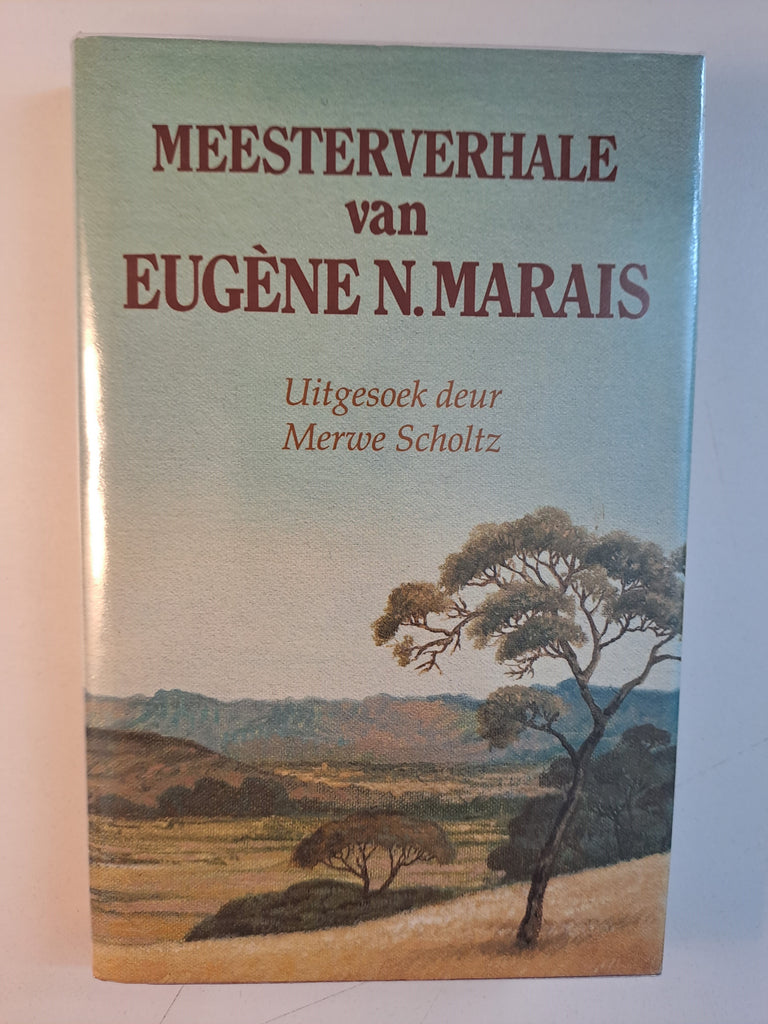 MEESTERVERHALE
van
EUGÈNE N. MARAIS
Uitgesoek deur
Merwe Scholtz